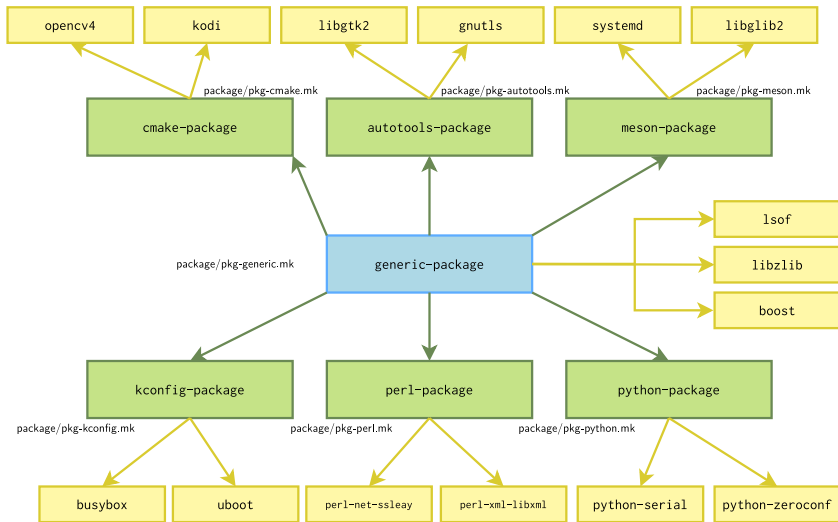 opencv4
kodi
libgtk2
gnutls
systemd
libglib2
package/pkg-cmake.mk
package/pkg-autotools.mk
package/pkg-meson.mk
cmake-package
autotools-package
meson-package
lsof
package/pkg-generic.mk
generic-package
libzlib
boost
kconfig-package
perl-package
python-package
package/pkg-kconfig.mk
package/pkg-perl.mk
package/pkg-python.mk
busybox
uboot
perl-net-ssleay
perl-xml-libxml
python-serial
python-zeroconf